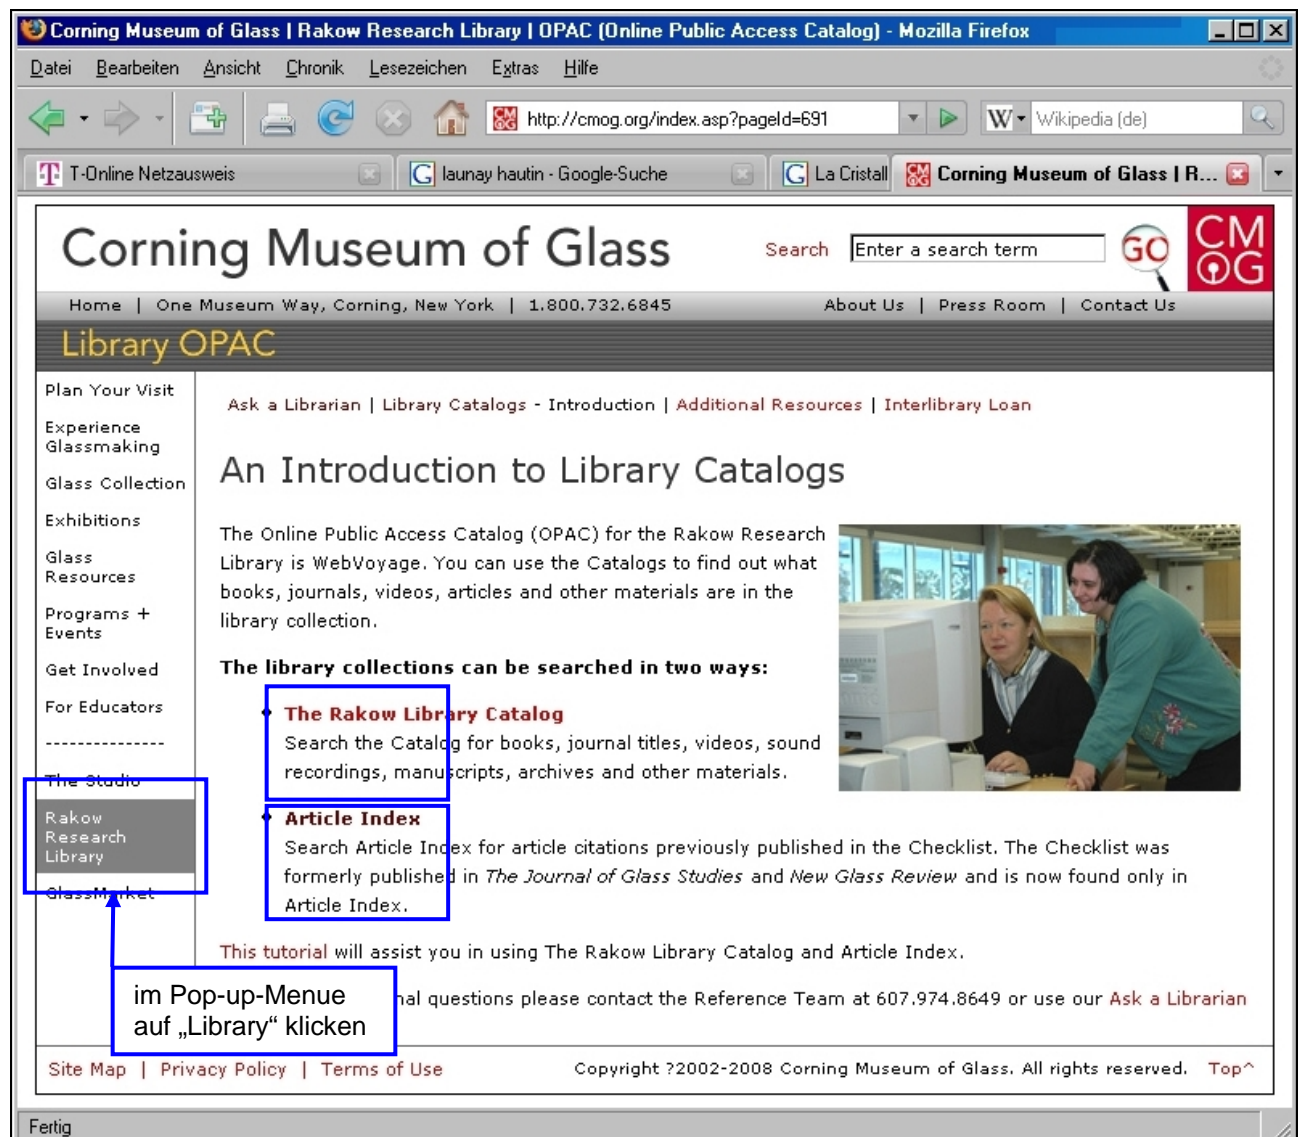 Corning Museum of Glass | Rakow Research Library | OPAC (Online Public Access Catalog) - Mozilla Firefox
Datei Bearbeiten Ansicht Chronik Lesezeichen Extras Hilfe
http://cmog.org/index.asp?pageId=691
W Wikipedia (de)
T T-Online Netzausweis
G launay hautin - Google-Suche
G La Cristall
Corning Museum of Glass | R...
Corning Museum of Glass
Search
Enter a search term
GO
CM
OG
Home | One Museum Way, Corning, New York | 1.800.732.6845
About Us | Press Room | Contact Us
Library OPAC
Plan Your Visit
Experience
Glassmaking
Glass Collection
Exhibitions
Glass
Resources
Programs +
Events
Get Involved
For Educators
---------------
The Studio
Rakow
Research
Library
GlassMarket
Ask a Librarian | Library Catalogs - Introduction | Additional Resources | Interlibrary Loan
An Introduction to Library Catalogs
The Online Public Access Catalog (OPAC) for the Rakow Research
Library is WebVoyage. You can use the Catalogs to find out what
books, journals, videos, articles and other materials are in the
library collection.
The library collections can be searched in two ways:
The Rakow Library Catalog
Search the Catalog for books, journal titles, videos, sound
recordings, manuscripts, archives and other materials.
Article Index
Search Article Index for article citations previously published in the Checklist. The Checklist was
formerly published in The Journal of Glass Studies and New Glass Review and is now found only in
Article Index.
This tutorial will assist you in using The Rakow Library Catalog and Article Index.
nal questions please contact the Reference Team at 607.974.8649 or use our Ask a Librarian
im Pop-up-Menue
auf „Library“ klicken
Site Map | Privacy Policy | Terms of Use
Copyright ?2002-2008 Corning Museum of Glass. All rights reserved. Top^
Fertig